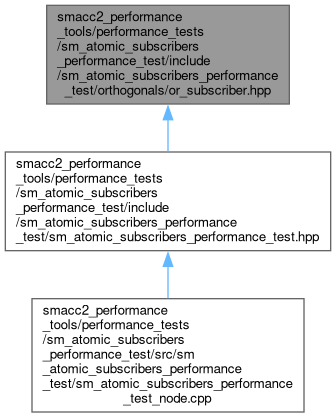 smacc2_performance
_tools/performance_tests
/sm_atomic_subscribers
_performance_test/include
/sm_atomic_subscribers_performance
_test/orthogonals/or_subscriber.hpp
smacc2_performance
_tools/performance_tests
/sm_atomic_subscribers
_performance_test/include
/sm_atomic_subscribers_performance
_test/sm_atomic_subscribers_performance_test.hpp
smacc2_performance
_tools/performance_tests
/sm_atomic_subscribers
_performance_test/src/sm
_atomic_subscribers_performance
_test/sm_atomic_subscribers_performance
_test_node.cpp